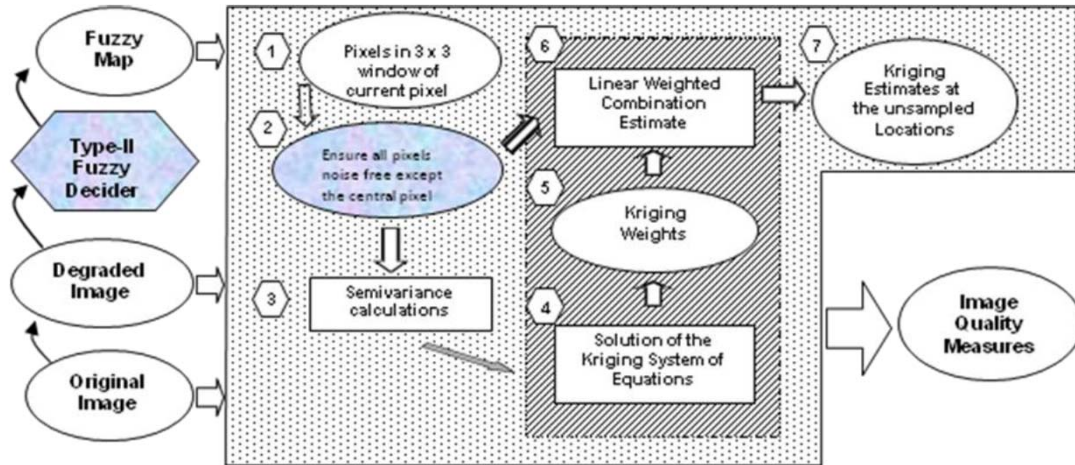 Fuzzy
Map
Type-II
Fuzzy
Decider
Degraded
Image
Original
Image
1
Pixels in 3 x 3
window of
current pixel
2
Ensure all pixels
noise free except
the central pixel
3
Semivariance
calculations
4
Solution of the
Kriging System of
Equations
5
Kriging
Weights
6
Linear Weighted
Combination
Estimate
7
Kriging
Estimates at
the unsampled
Locations
Image
Quality
Measures